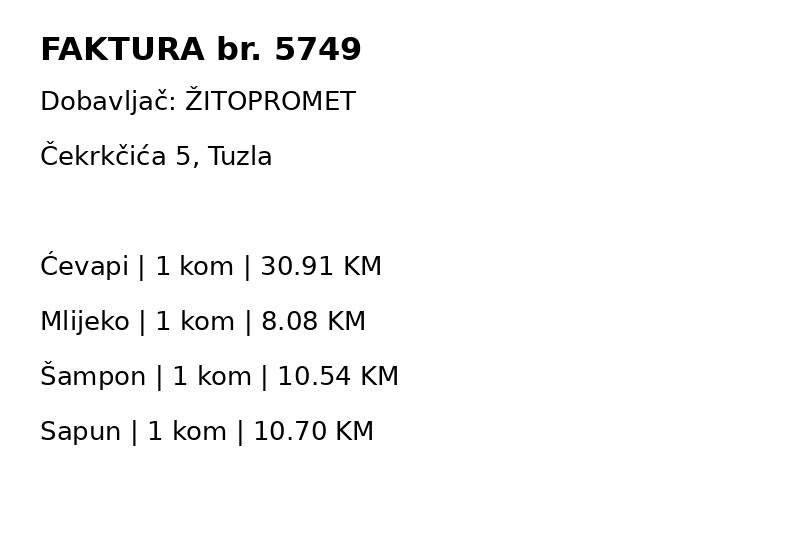 FAKTURA br. 5749
Dobavljač: ŽITOPROMET
Čekrkčića 5, Tuzla
Ćevapi | 1 kom | 30.91 KM
Mlijeko | 1 kom | 8.08 KM
Šampon | 1 kom | 10.54 KM
Sapun | 1 kom | 10.70 KM